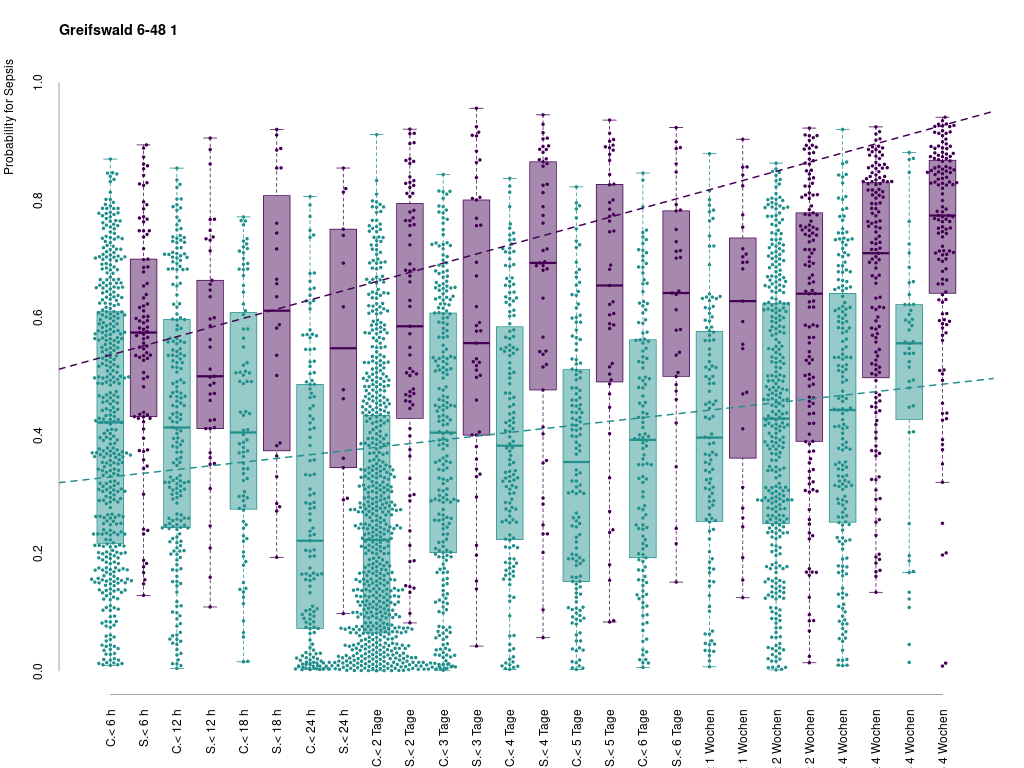 Greifswald 6-48 1
Probability for Sepsis
1.0
0.8
0.6
0.4
0.2
0.0
C.< 6 h
S.< 6 h
C.< 12 h
S.< 12 h
C.< 18 h
S.< 18 h
C.< 24 h
S.< 24 h
C.< 2 Tage
S.< 2 Tage
C.< 3 Tage
S.< 3 Tage
C.< 4 Tage
S.< 4 Tage
C.< 5 Tage
S.< 5 Tage
C.< 6 Tage
S.< 6 Tage
1 Wochen
1 Wochen
2 Wochen
2 Wochen
4 Wochen
4 Wochen
4 Wochen
4 Wochen